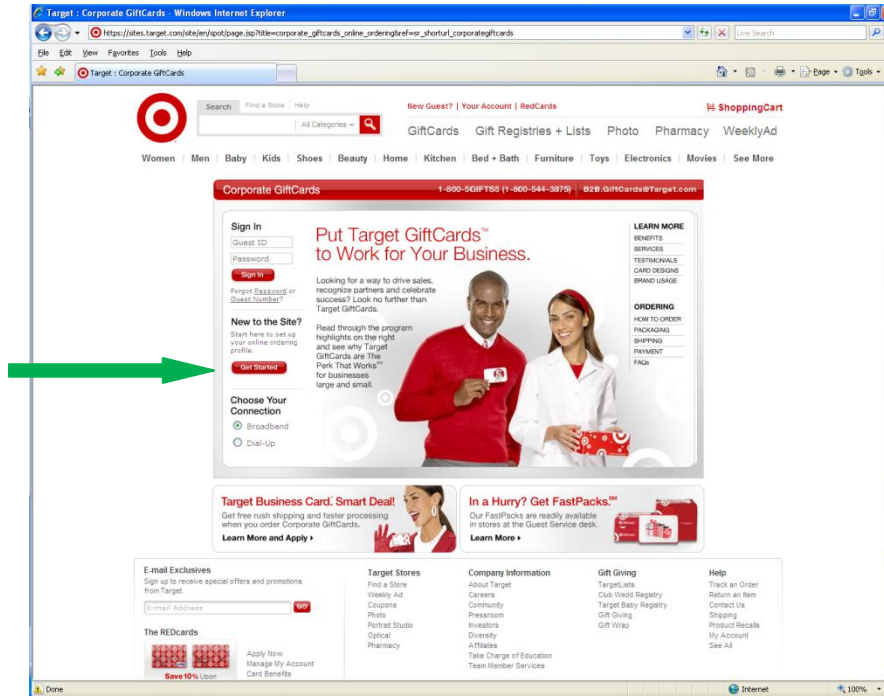 Target : Corporate GiftCards - Windows Internet Explorer
https://sites.target.com/site/en/spot/page.jsp?title=corporate_giftcards_online_ordering&ref=sr_shorturl_corporategiftcards
Live Search
File Edit View Favorites Tools Help
Target : Corporate GiftCards
Page Tools
Search Find a Store Help
New Guest? | Your Account | RedCards
ShoppingCart
All Categories
GiftCards Gift Registries + Lists Photo Pharmacy WeeklyAd
Women Men Baby Kids Shoes Beauty Home Kitchen Bed + Bath Furniture Toys Electronics Movies See More
Corporate GiftCards 1-800-5GIFTS5 (1-800-544-3875) B2B.GiftCards@Target.com
Sign In
Guest ID
Password
Sign In
Forgot Password or
Guest Number?
New to the Site?
Start here to set up
your online ordering
profile.
Get Started
Choose Your
Connection
Broadband
Dial-Up
Put Target GiftCards™
to Work for Your Business.
Looking for a way to drive sales,
recognize partners and celebrate
success? Look no further than
Target GiftCards.
Read through the program
highlights on the right
and see why Target
GiftCards are The
Perk That Works℠
for businesses
large and small.
LEARN MORE
BENEFITS
SERVICES
TESTIMONIALS
CARD DESIGNS
BRAND USAGE
ORDERING
HOW TO ORDER
PACKAGING
SHIPPING
PAYMENT
FAQs
Target Business Card. Smart Deal!
Get free rush shipping and faster processing
when you order Corporate GiftCards.
Learn More and Apply
In a Hurry? Get FastPacks.℠
Our FastPacks are readily available
in stores at the Guest Service desk.
Learn More
E-mail Exclusives
Sign up to receive special offers and promotions
from Target.
E-mail Address GO
The REDcards
Save 10% Upon
Apply Now
Manage My Account
Card Benefits
Target Stores
Find a Store
Weekly Ad
Coupons
Photo
Portrait Studio
Optical
Pharmacy
Company Information
About Target
Careers
Community
Pressroom
Investors
Diversity
Affiliates
Take Charge of Education
Team Member Services
Gift Giving
TargetLists
Club Wedd Registry
Target Baby Registry
Gift Giving
Gift Wrap
Help
Track an Order
Return an Item
Contact Us
Shipping
Product Recalls
My Account
See All
Done Internet 100%